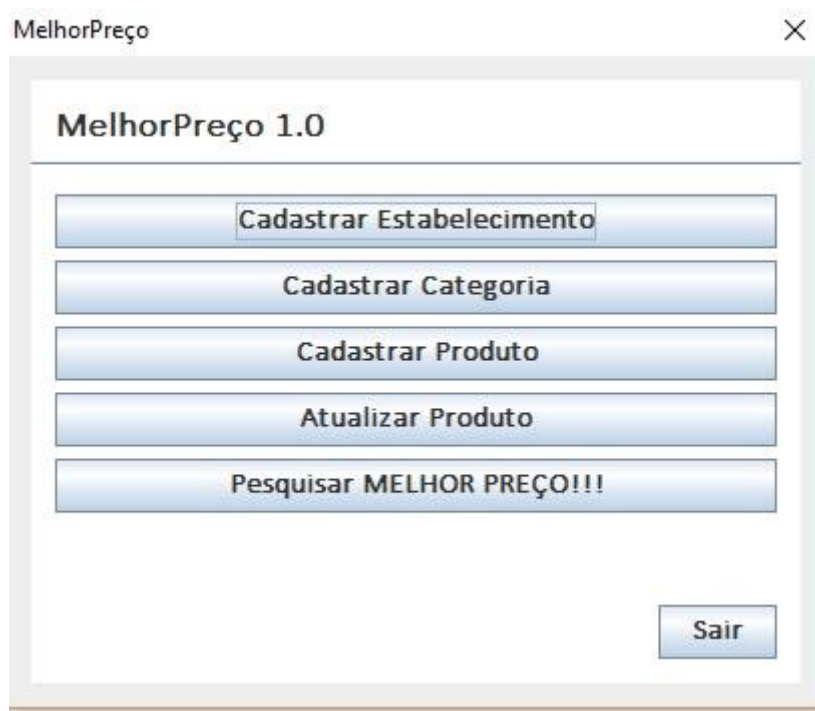 MelhorPreço
MelhorPreço 1.0
Cadastrar Estabelecimento
Cadastrar Categoria
Cadastrar Produto
Atualizar Produto
Pesquisar MELHOR PREÇO!!!
Sair